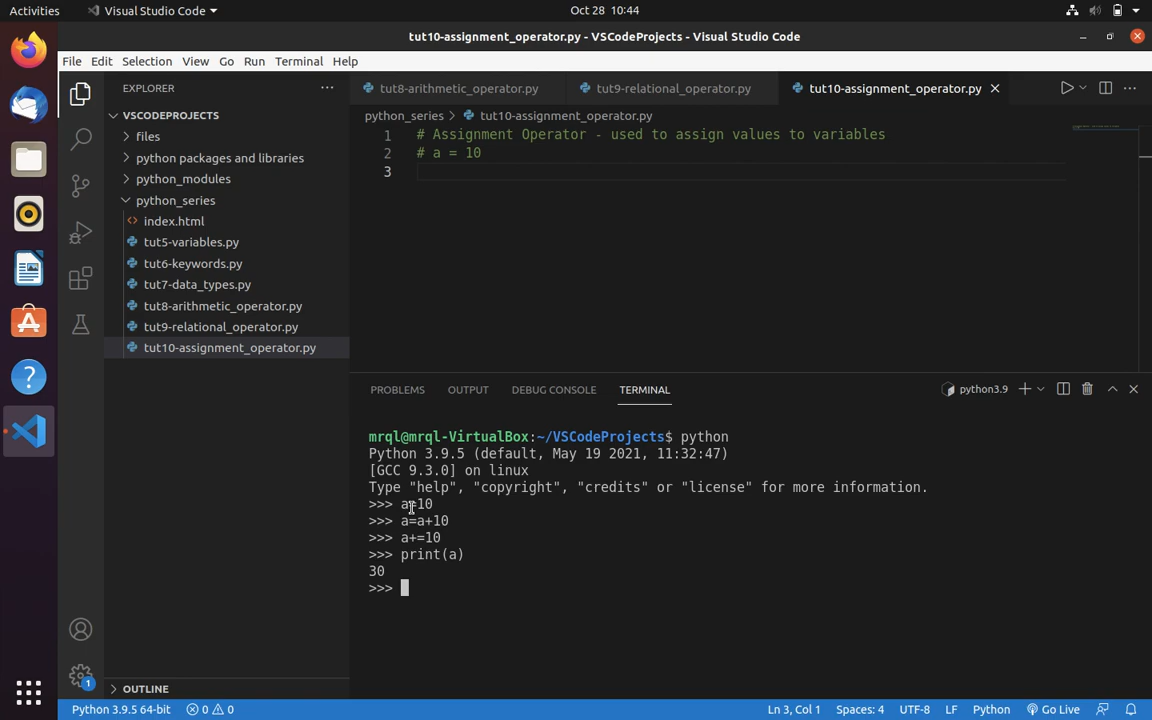 Activities
Visual Studio Code
Oct 28 10:44
tut10-assignment_operator.py - VSCodeProjects - Visual Studio Code
File Edit Selection View Go Run Terminal Help
EXPLORER
tut8-arithmetic_operator.py
tut9-relational_operator.py
tut10-assignment_operator.py
VSCODEPROJECTS
files
python packages and libraries
python_modules
python_series
index.html
tut5-variables.py
tut6-keywords.py
tut7-data_types.py
tut8-arithmetic_operator.py
tut9-relational_operator.py
tut10-assignment_operator.py
OUTLINE
python_series > tut10-assignment_operator.py
1 # Assignment Operator - used to assign values to variables
2 # a = 10
3
PROBLEMS OUTPUT DEBUG CONSOLE TERMINAL
python3.9
mrql@mrql-VirtualBox:~/VSCodeProjects$ python
Python 3.9.5 (default, May 19 2021, 11:32:47)
[GCC 9.3.0] on linux
Type "help", "copyright", "credits" or "license" for more information.
>>> a=10
>>> a=a+10
>>> a+=10
>>> print(a)
30
>>>
1
Python 3.9.5 64-bit
0 0
Ln 3, Col 1
Spaces: 4
UTF-8
LF
Python
Go Live